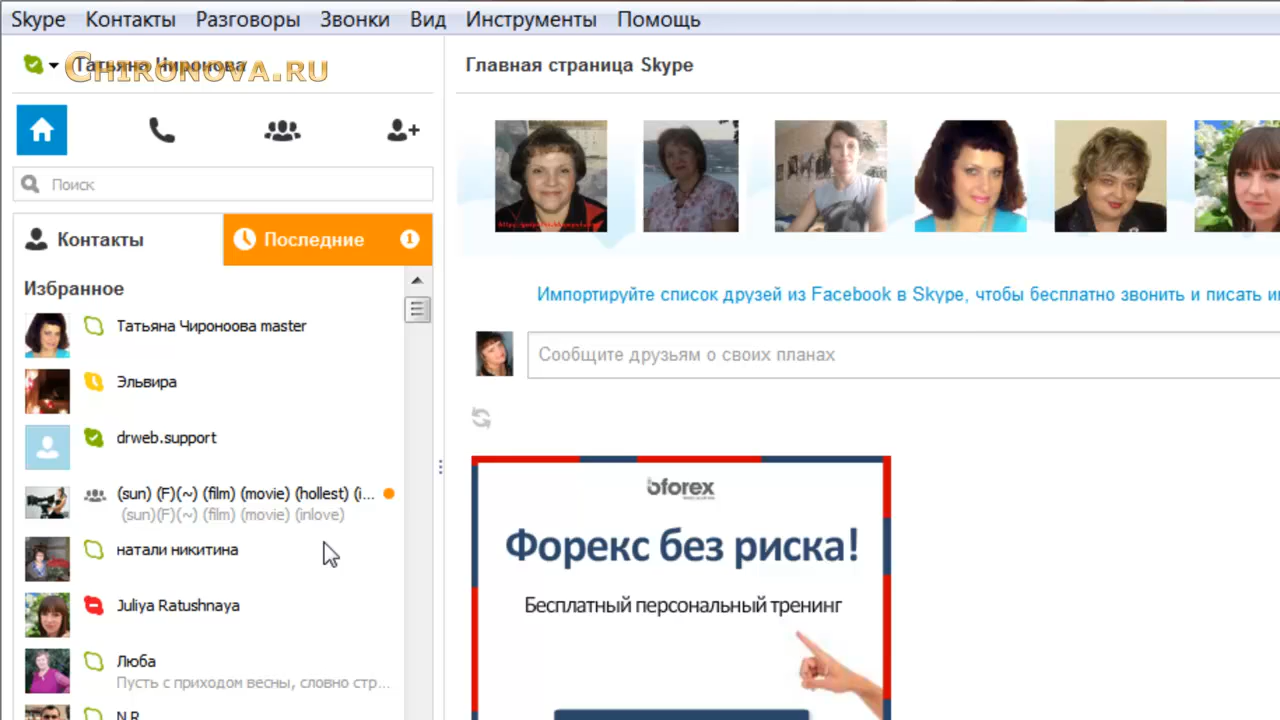 Skype Контакты Разговоры Звонки Вид Инструменты Помощь
Татьяна Чиронова
CHIRONOVA.RU
Главная страница Skype
Поиск
Контакты
Последние 1
Избранное
Татьяна Чироноова master
Эльвира
drweb.support
(sun) (F)(~) (film) (movie) (hollest) (i...
(sun)(F)(~) (film) (movie) (inlove)
натали никитина
Juliya Ratushnaya
Люба
Пусть с приходом весны, словно стр...
N.R.
Импортируйте список друзей из Facebook в Skype, чтобы бесплатно звонить и писать и
Сообщите друзьям о своих планах
bforex
Форекс без риска!
Бесплатный персональный тренинг